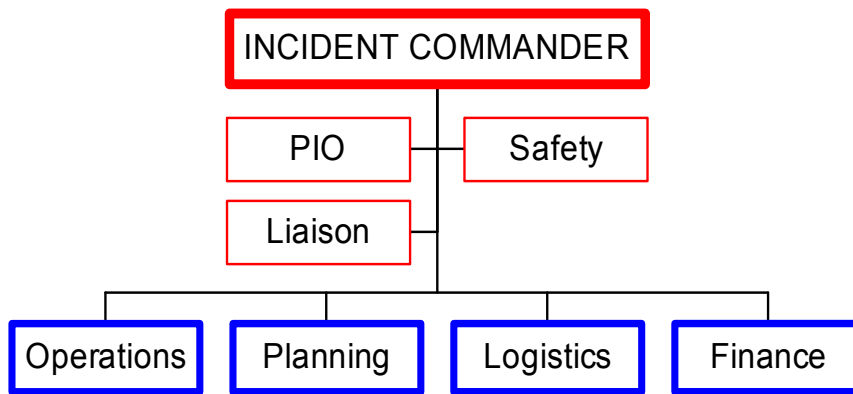 INCIDENT COMMANDER
PIO
Safety
Liaison
Operations
Planning
Logistics
Finance